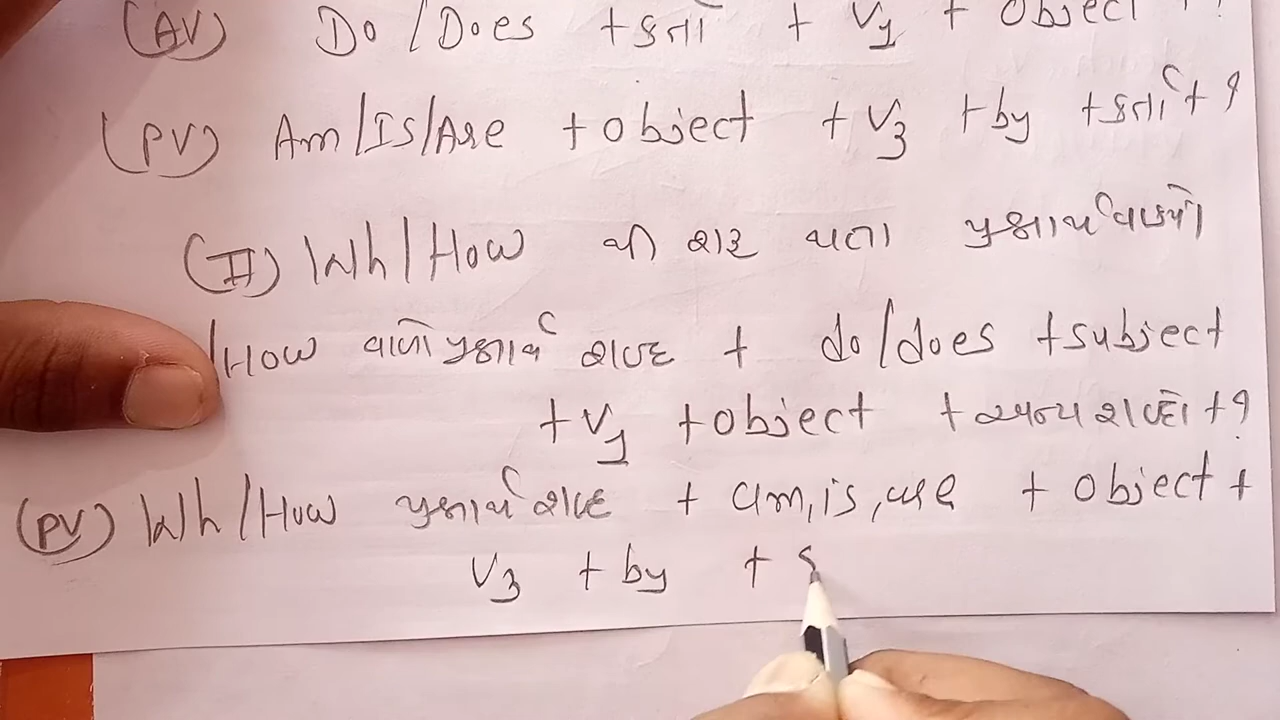 (AV) Do/Does +કર્તા + V1 + object + ?
(PV) Am/Is/Are + object + V3 + by + કર્તા + ?
(II) Wh/How થી શરૂ થતા પ્રશ્નાર્થ વાક્યો
/How વાળો પ્રશ્નાર્થ શબ્દ + do/does +subject
+V1 +object +અન્ય શબ્દો +?
(PV) Wh/How પ્રશ્નાર્થ શબ્દ + am, is, are + object +
V3 + by + s